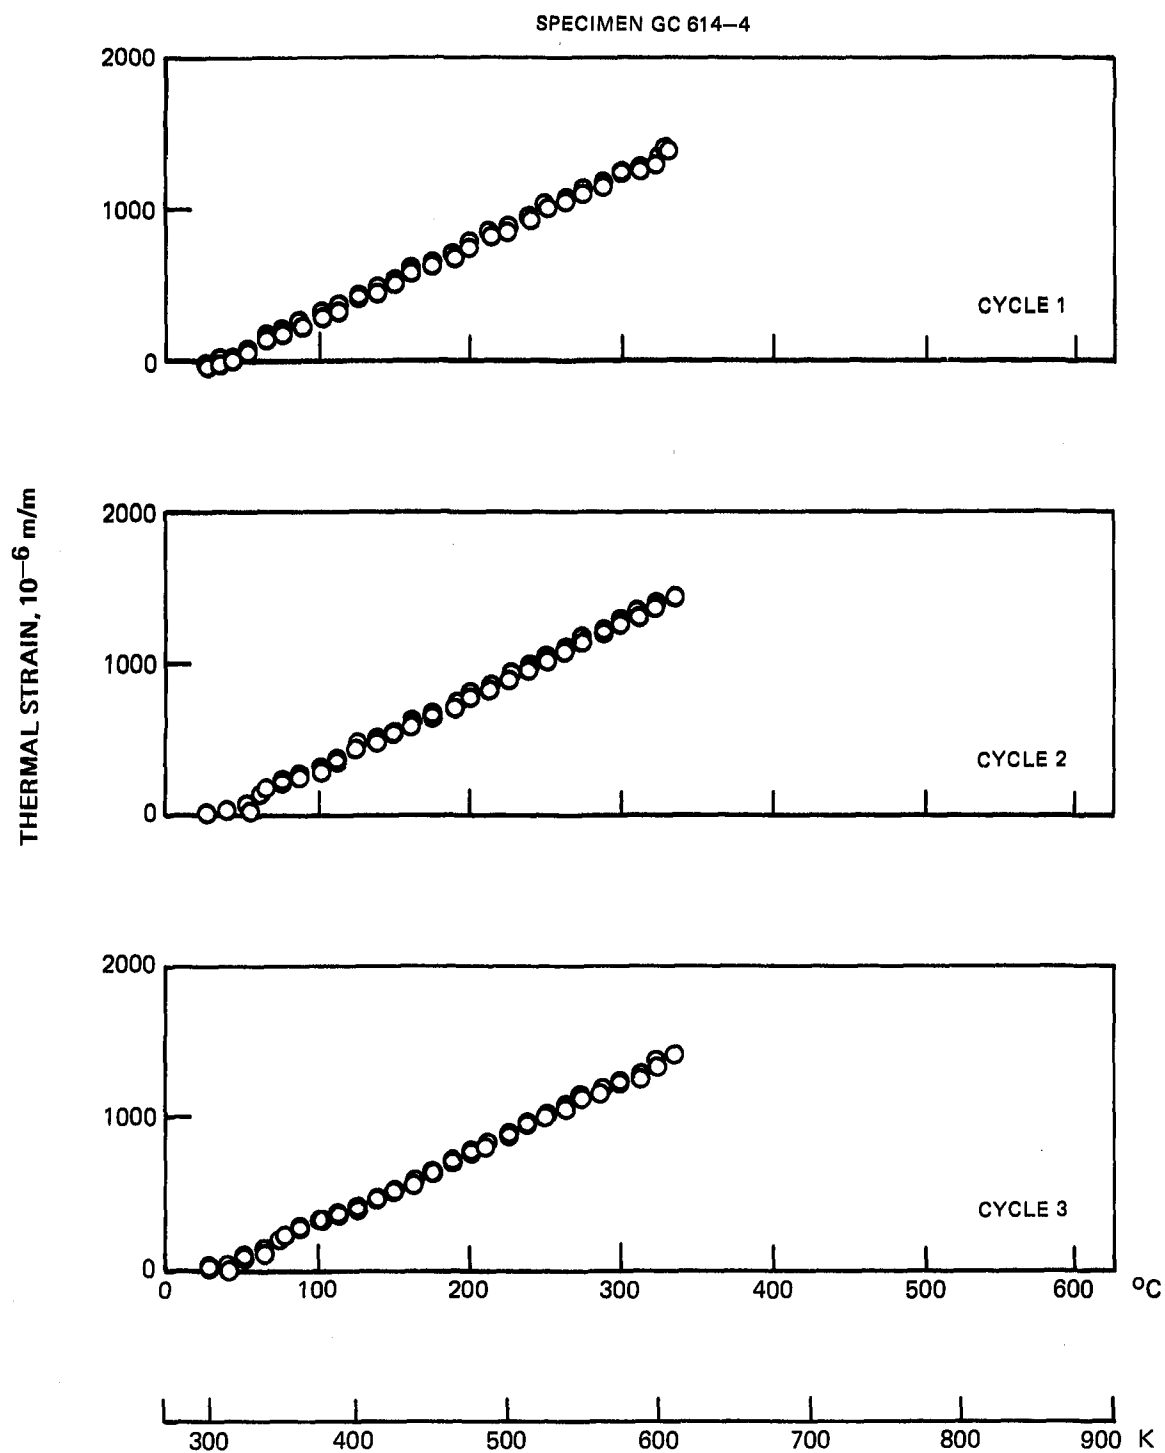 SPECIMEN GC 614–4
2000
1000
0
CYCLE 1
THERMAL STRAIN, 10–6 m/m
2000
1000
0
CYCLE 2
2000
1000
0
CYCLE 3
0 100 200 300 400 500 600 °C
300 400 500 600 700 800 900 K